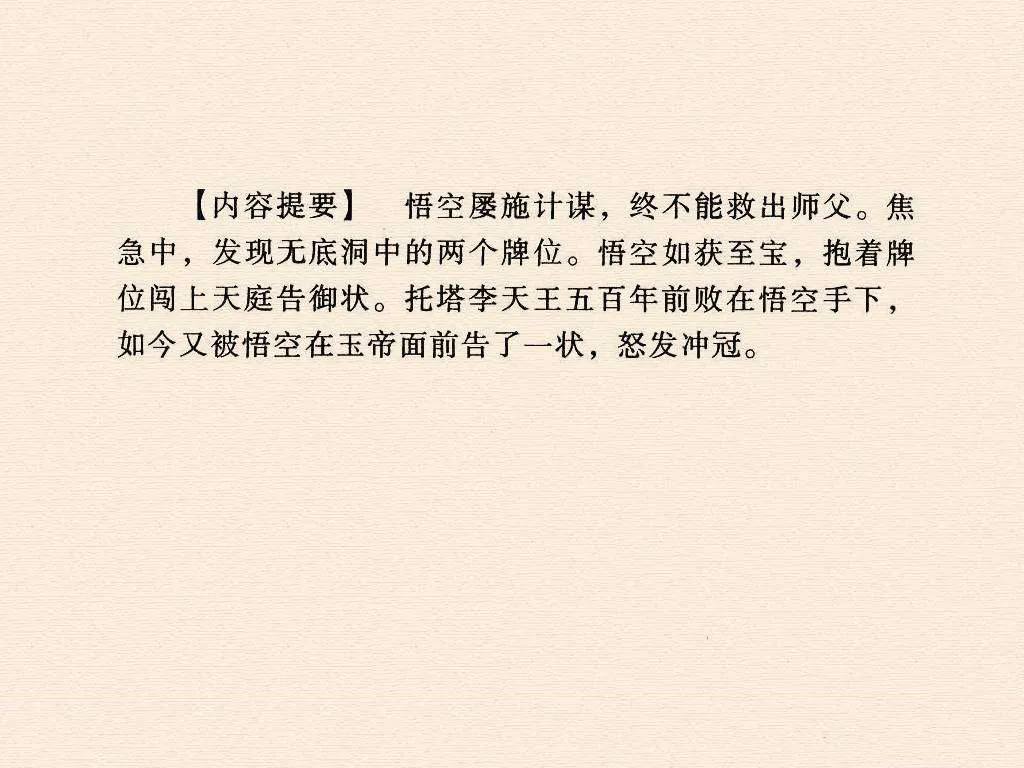 【内容提要】 悟空屡施计谋，终不能救出师父。焦
急中，发现无底洞中的两个牌位。悟空如获至宝，抱着牌
位闯上天庭告御状。托塔李天王五百年前败在悟空手下，
如今又被悟空在玉帝面前告了一状，怒发冲冠。